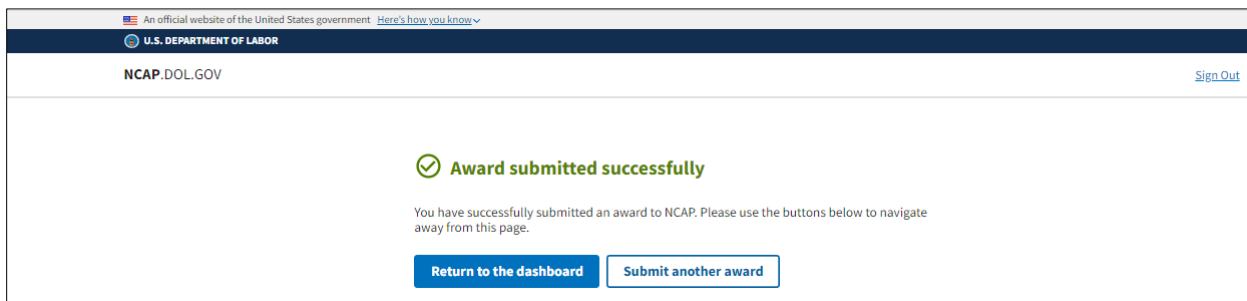 An official website of the United States government Here's how you know
U.S. DEPARTMENT OF LABOR
NCAP.DOL.GOV
Sign Out
Award submitted successfully
You have successfully submitted an award to NCAP. Please use the buttons below to navigate
away from this page.
Return to the dashboard
Submit another award